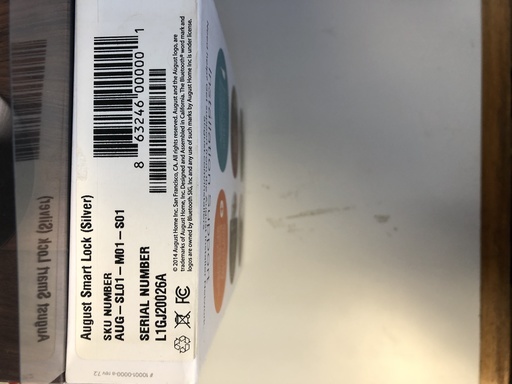 August Smart Lock (Silver)
SKU NUMBER
AUG-SL01-M01-S01
8 63246 00000 1
SERIAL NUMBER
L1GJ20026A
© 2014 August Home Inc. San Francisco, CA. All rights reserved. August and the August logo, are
trademarks of August Home, Inc. Designed and Assembled in California. The Bluetooth® word mark and
logos are owned by Bluetooth SIG, Inc and any use of such marks by August Home Inc is under license.
FC
August Smart Lock (Silver)